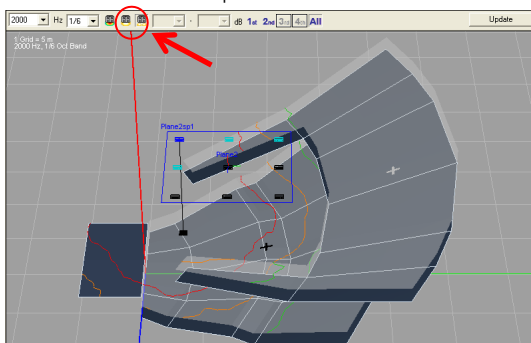 2000 Hz 1/6 - dB 1st 2nd 3rd 4th All Update
1 Grid = 5 m
2000 Hz, 1/6 Oct Band
Plane2sp1